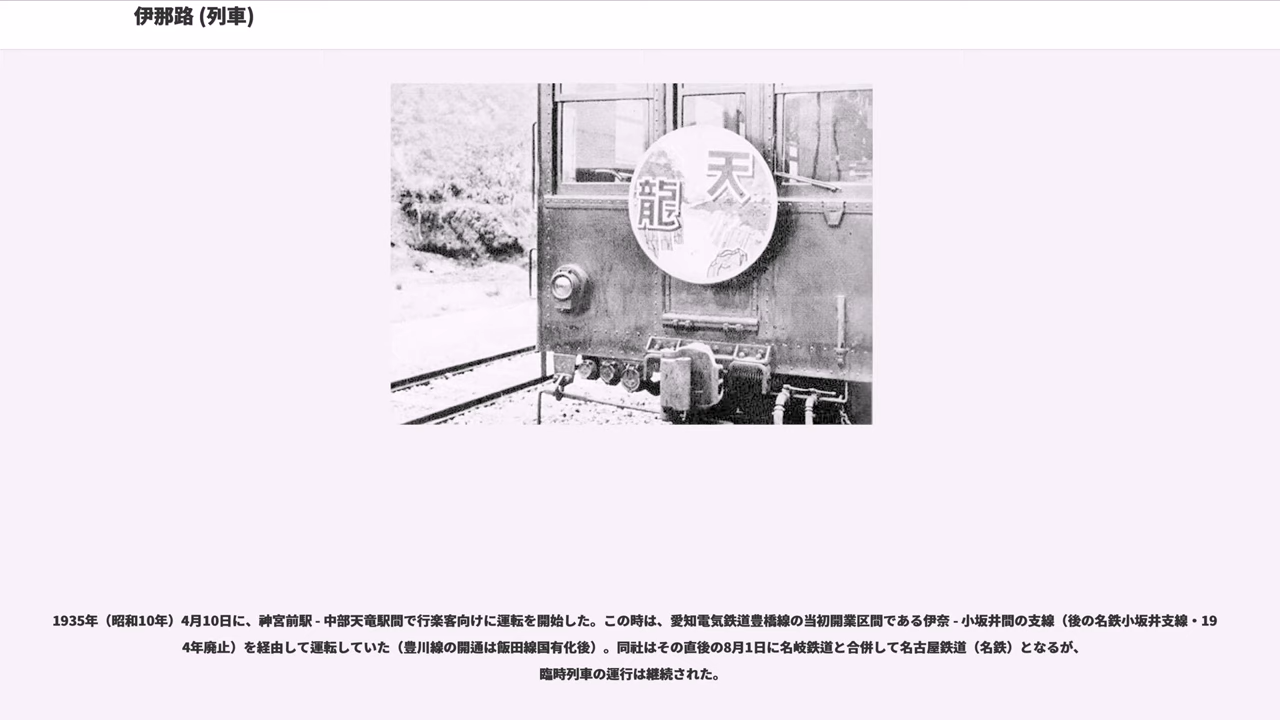 伊那路 (列車)
天
龍
1935年（昭和10年）4月10日に、神宮前駅 - 中部天竜駅間で行楽客向けに運転を開始した。この時は、愛知電気鉄道豊橋線の当初開業区間である伊奈 - 小坂井間の支線（後の名鉄小坂井支線・19
4年廃止）を経由して運転していた（豊川線の開通は飯田線国有化後）。同社はその直後の8月1日に名岐鉄道と合併して名古屋鉄道（名鉄）となるが、
臨時列車の運行は継続された。